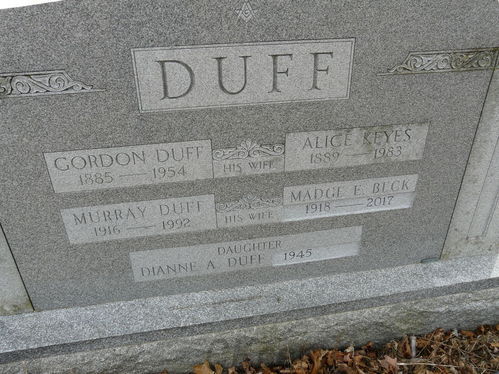 DUFF
GORDON DUFF HIS WIFE ALICE KEYES
1885 — 1954 1889 — 1983
MURRAY DUFF HIS WIFE MADGE E. BECK
1916 — 1992 1918 — 2017
DAUGHTER
DIANNE A. DUFF 1945